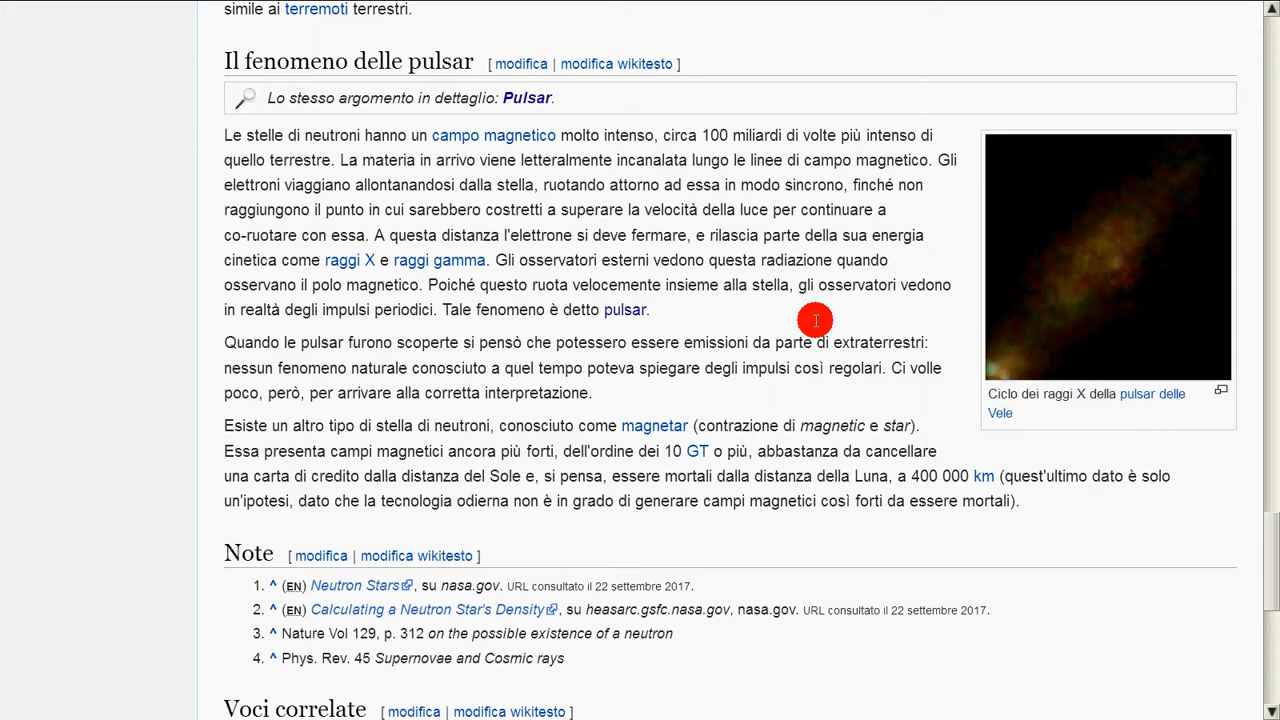 simile ai terremoti terrestri.
Il fenomeno delle pulsar [ modifica | modifica wikitesto ]
Lo stesso argomento in dettaglio: Pulsar.
Le stelle di neutroni hanno un campo magnetico molto intenso, circa 100 miliardi di volte più intenso di
quello terrestre. La materia in arrivo viene letteralmente incanalata lungo le linee di campo magnetico. Gli
elettroni viaggiano allontanandosi dalla stella, ruotando attorno ad essa in modo sincrono, finché non
raggiungono il punto in cui sarebbero costretti a superare la velocità della luce per continuare a
co-ruotare con essa. A questa distanza l'elettrone si deve fermare, e rilascia parte della sua energia
cinetica come raggi X e raggi gamma. Gli osservatori esterni vedono questa radiazione quando
osservano il polo magnetico. Poiché questo ruota velocemente insieme alla stella, gli osservatori vedono
in realtà degli impulsi periodici. Tale fenomeno è detto pulsar.
Quando le pulsar furono scoperte si pensò che potessero essere emissioni da parte di extraterrestri:
nessun fenomeno naturale conosciuto a quel tempo poteva spiegare degli impulsi così regolari. Ci volle
poco, però, per arrivare alla corretta interpretazione.
Ciclo dei raggi X della pulsar delle
Vele
Esiste un altro tipo di stella di neutroni, conosciuto come magnetar (contrazione di magnetic e star).
Essa presenta campi magnetici ancora più forti, dell'ordine dei 10 GT o più, abbastanza da cancellare
una carta di credito dalla distanza del Sole e, si pensa, essere mortali dalla distanza della Luna, a 400 000 km (quest'ultimo dato è solo
un'ipotesi, dato che la tecnologia odierna non è in grado di generare campi magnetici così forti da essere mortali).
Note [ modifica | modifica wikitesto ]
1. ^ (EN) Neutron Stars, su nasa.gov. URL consultato il 22 settembre 2017.
2. ^ (EN) Calculating a Neutron Star's Density, su heasarc.gsfc.nasa.gov, nasa.gov. URL consultato il 22 settembre 2017.
3. ^ Nature Vol 129, p. 312 on the possible existence of a neutron
4. ^ Phys. Rev. 45 Supernovae and Cosmic rays
Voci correlate [ modifica | modifica wikitesto ]